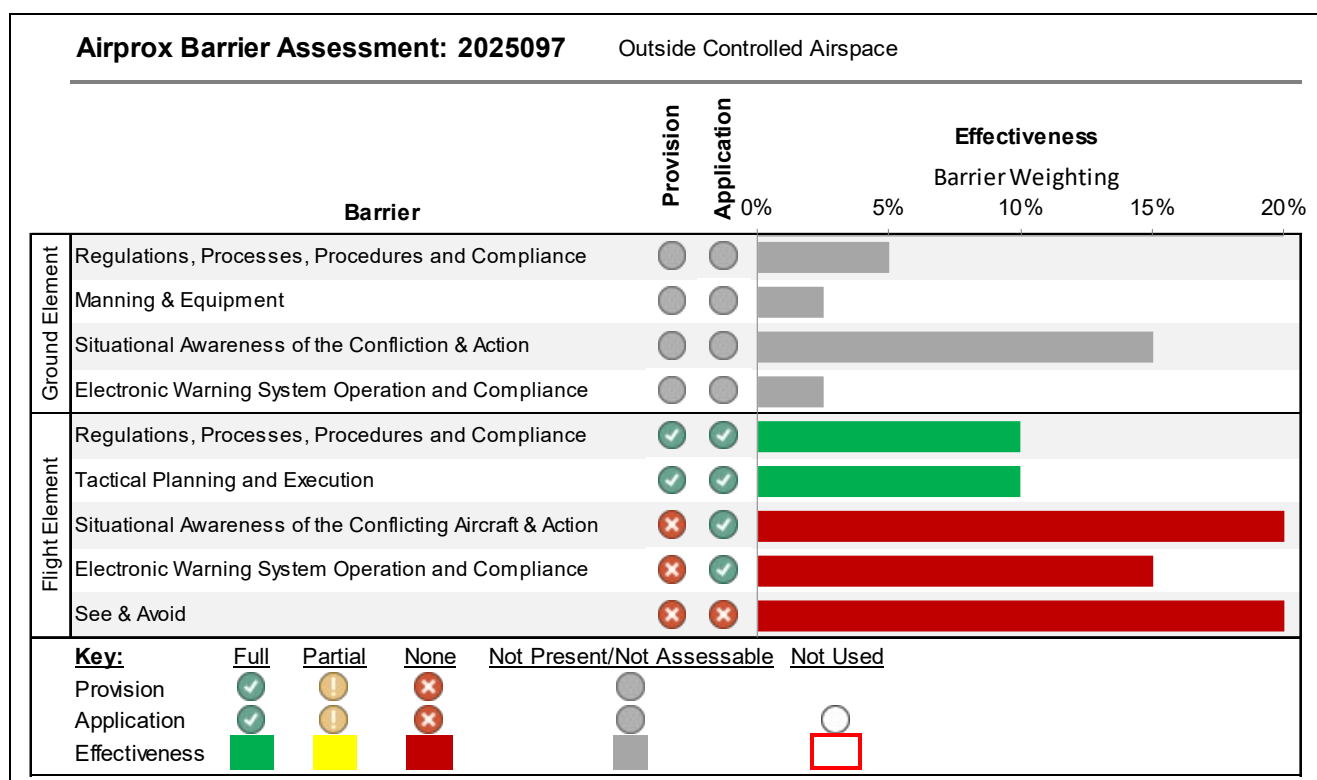 Airprox Barrier Assessment: 2025097 Outside Controlled Airspace
Provision
Application
Effectiveness
Barrier Weighting
Barrier
0% 5% 10% 15% 20%
Ground Element
Regulations, Processes, Procedures and Compliance
Manning & Equipment
Situational Awareness of the Confliction & Action
Electronic Warning System Operation and Compliance
Flight Element
Regulations, Processes, Procedures and Compliance
Tactical Planning and Execution
Situational Awareness of the Conflicting Aircraft & Action
Electronic Warning System Operation and Compliance
See & Avoid
Key: Full Partial None Not Present/Not Assessable Not Used
Provision
Application
Effectiveness